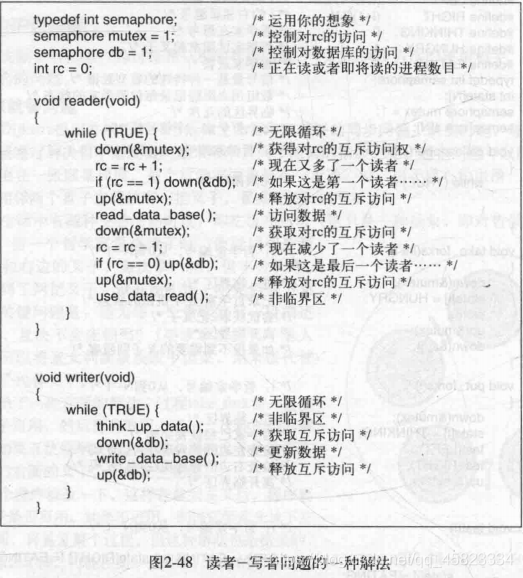 typedef int semaphore; /* 运用你的想象 */
semaphore mutex = 1; /* 控制对rc的访问 */
semaphore db = 1; /* 控制对数据库的访问 */
int rc = 0; /* 正在读或者即将读的进程数目 */
void reader(void)
{
while (TRUE) { /* 无限循环 */
down(&mutex); /* 获得对rc的互斥访问权 */
rc = rc + 1; /* 现在又多了一个读者 */
if (rc == 1) down(&db); /* 如果这是第一个读者…… */
up(&mutex); /* 释放对rc的互斥访问 */
read_data_base(); /* 访问数据 */
down(&mutex); /* 获取对rc的互斥访问 */
rc = rc - 1; /* 现在减少了一个读者 */
if (rc == 0) up(&db); /* 如果这是最后一个读者…… */
up(&mutex); /* 释放对rc的互斥访问 */
use_data_read(); /* 非临界区 */
}
}
void writer(void)
{
while (TRUE) { /* 无限循环 */
think_up_data(); /* 非临界区 */
down(&db); /* 获取互斥访问 */
write_data_base(); /* 更新数据 */
up(&db); /* 释放互斥访问 */
}
}
图2-48 读者-写者问题的一种解法